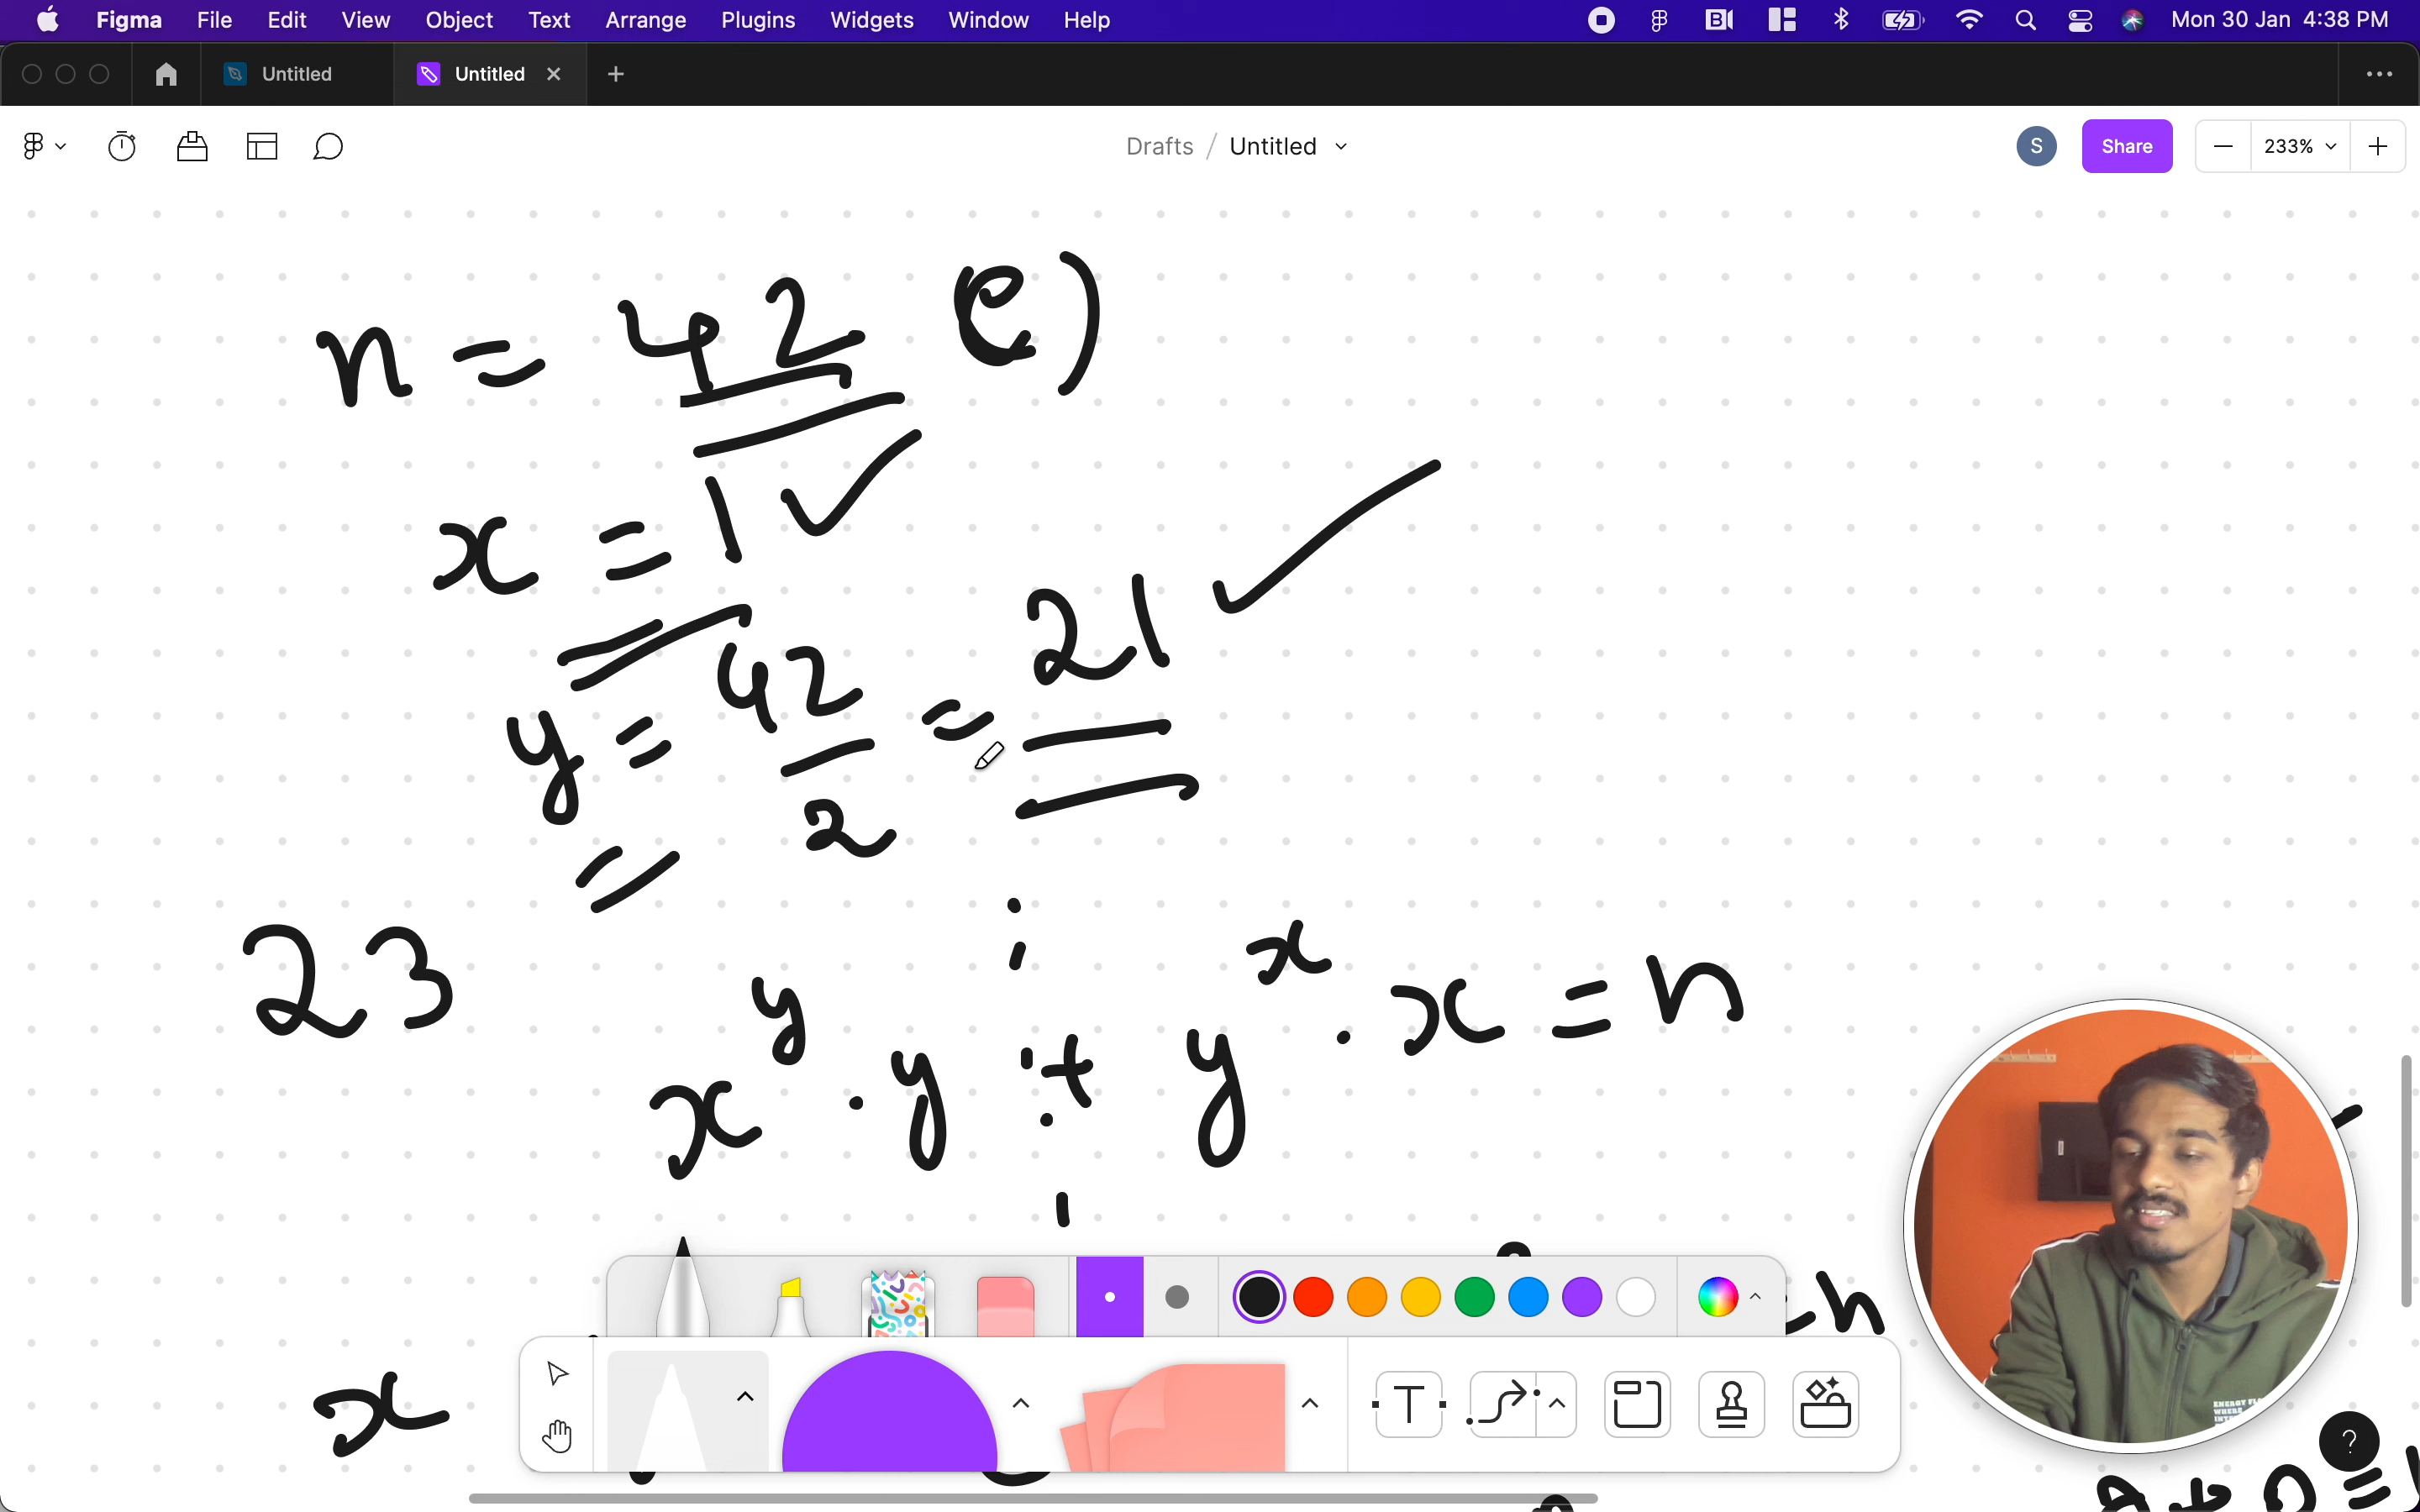 Figma File Edit View Object Text Arrange Plugins Widgets Window Help Mon 30 Jan 4:38 PM
Untitled Untitled
Drafts / Untitled S Share 233%
n = 42 (e)
x = 1 ✓
y = 42/2 = 21 ✓
23
x^y · y + y^x · x = n
n
x
T
?